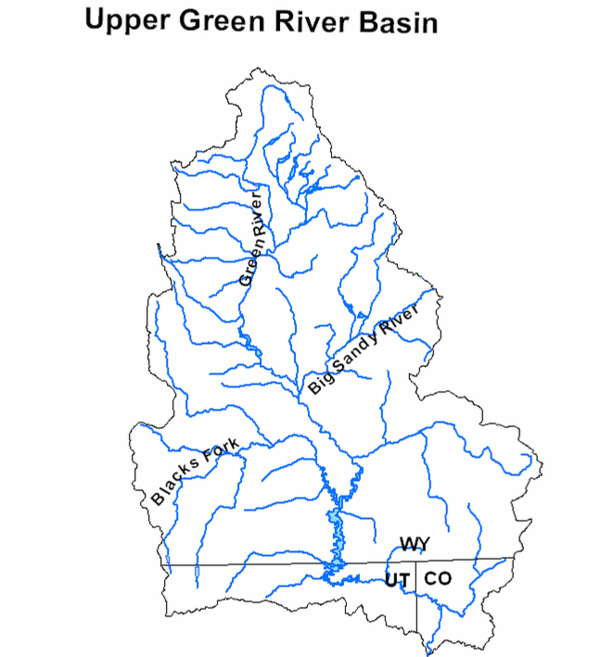 Upper Green River Basin
Green River
Big Sandy River
Blacks Fork
WY
UT
CO